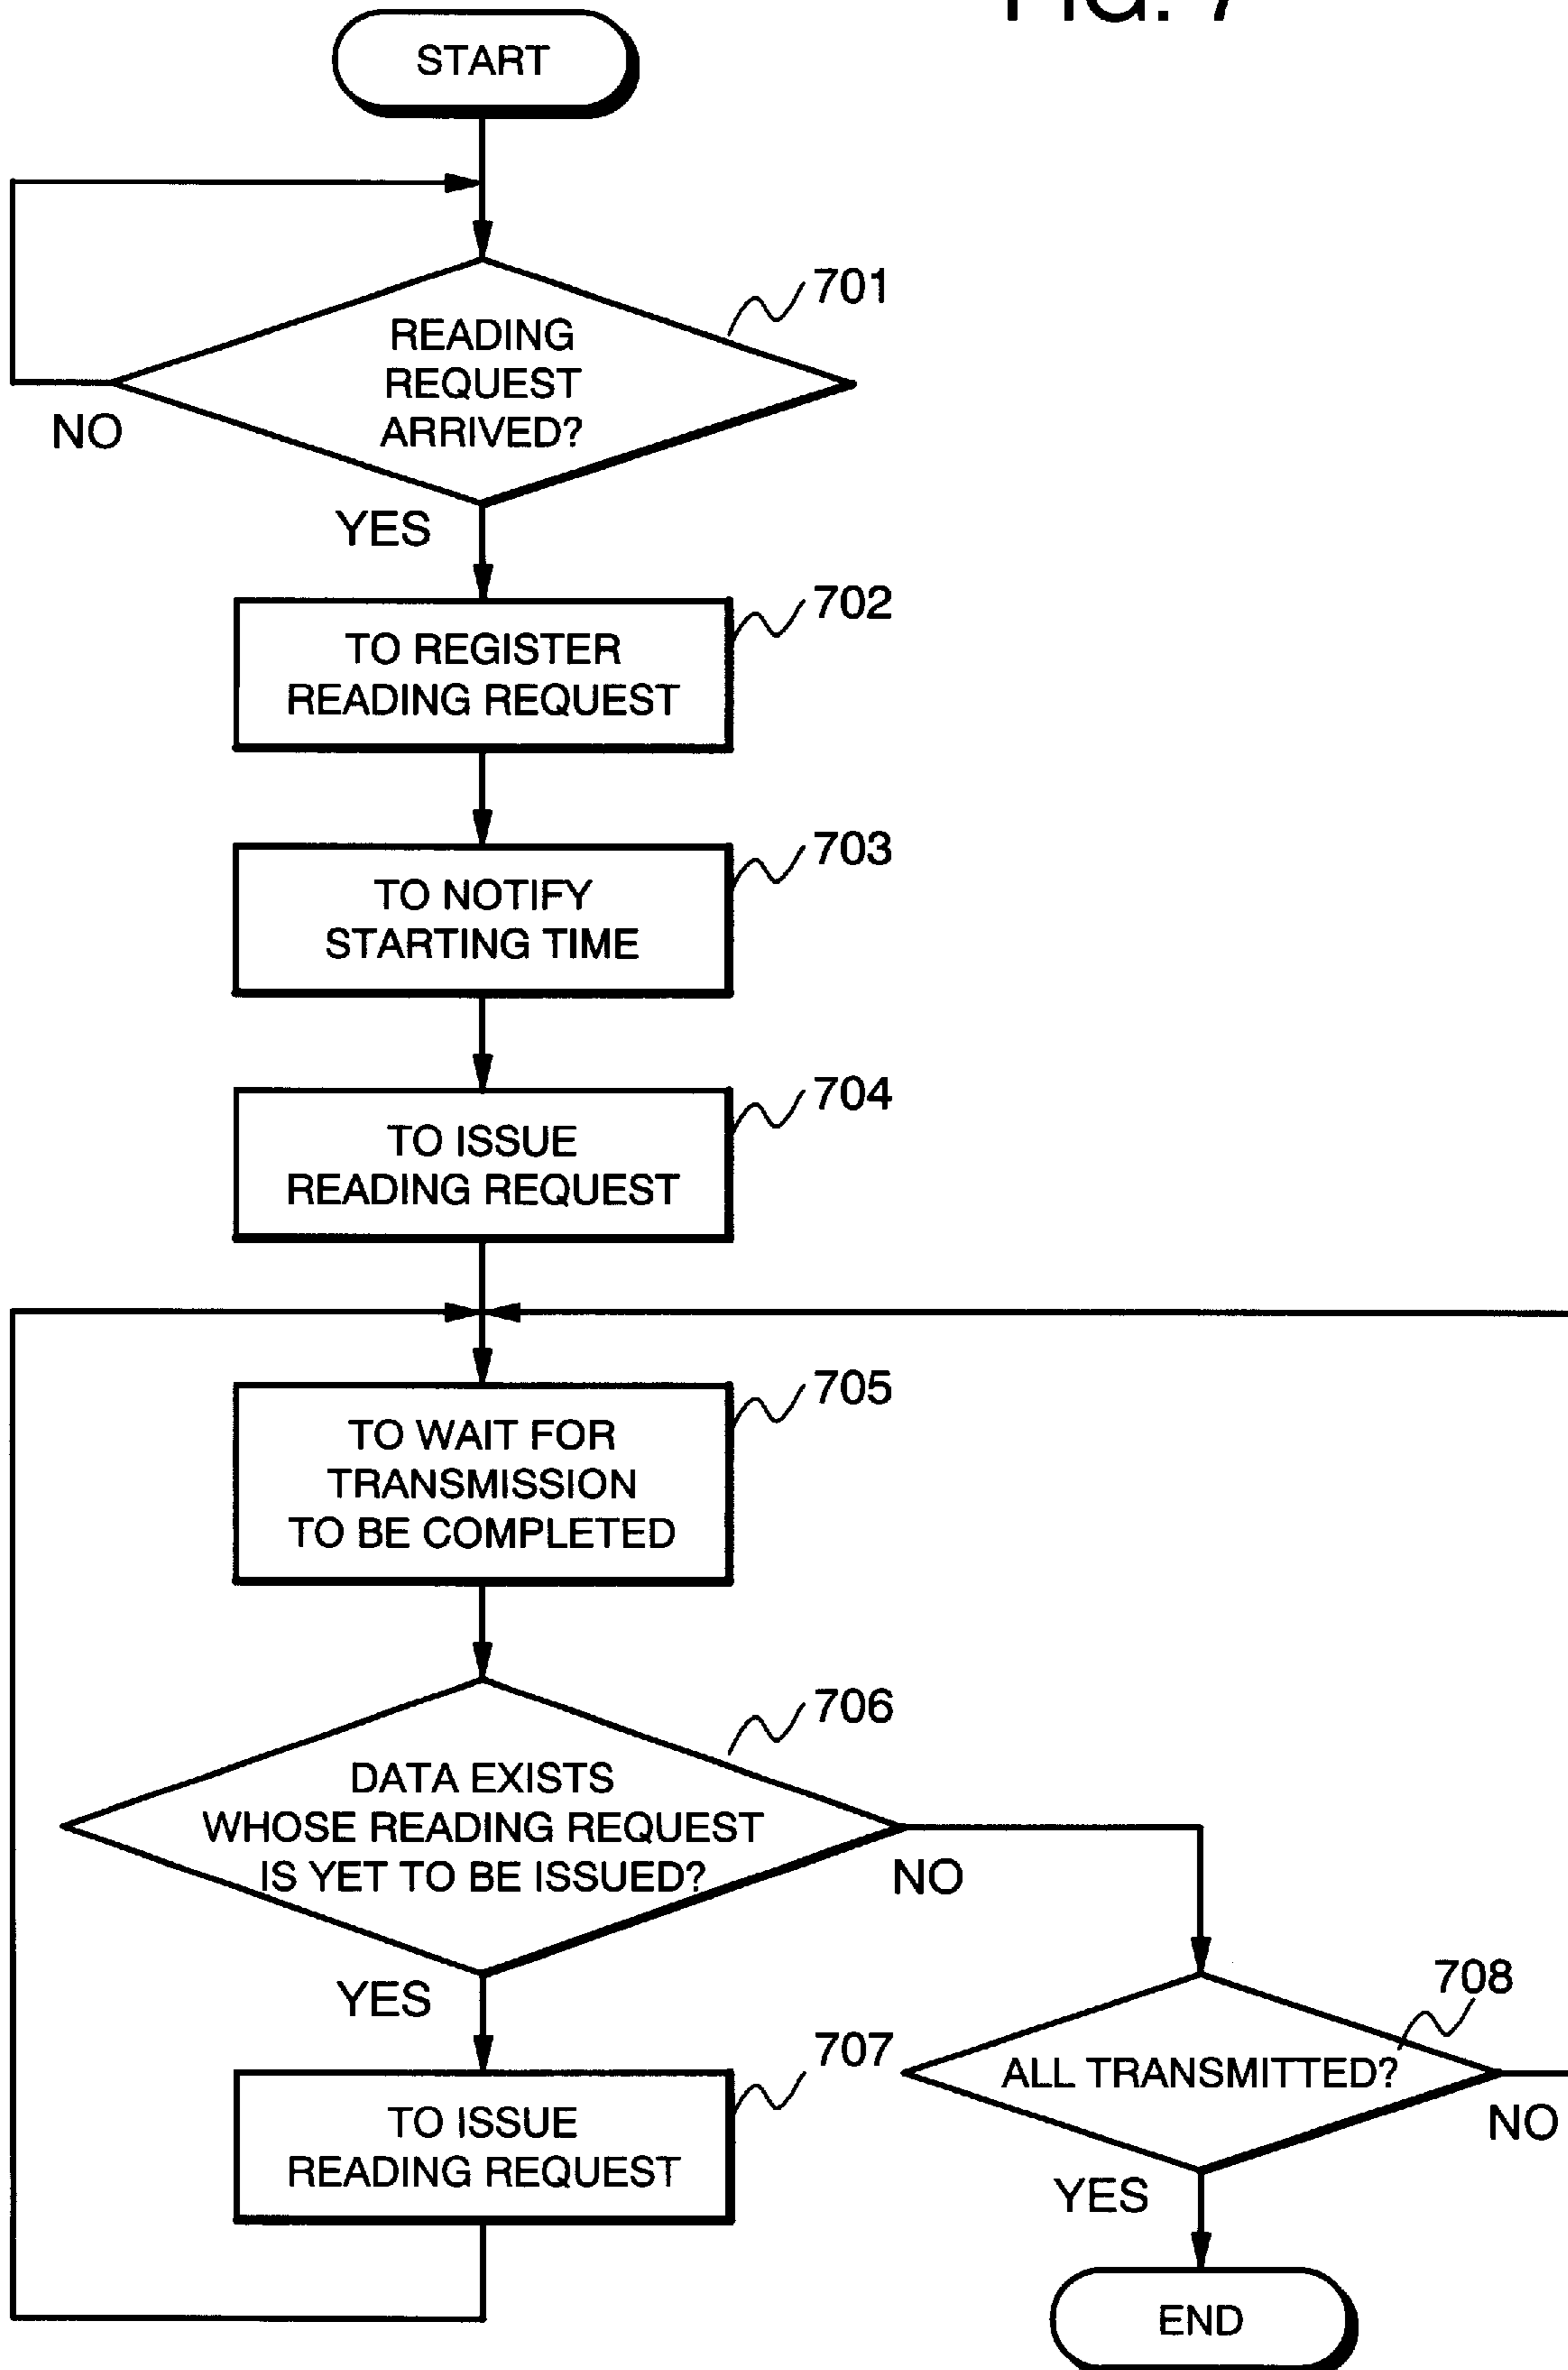 FIG. 7
START
701
READING
REQUEST
ARRIVED?
NO
YES
702
TO REGISTER
READING REQUEST
703
TO NOTIFY
STARTING TIME
704
TO ISSUE
READING REQUEST
705
TO WAIT FOR
TRANSMISSION
TO BE COMPLETED
706
DATA EXISTS
WHOSE READING REQUEST
IS YET TO BE ISSUED?
NO
YES
708
ALL TRANSMITTED?
NO
707
TO ISSUE
READING REQUEST
YES
END